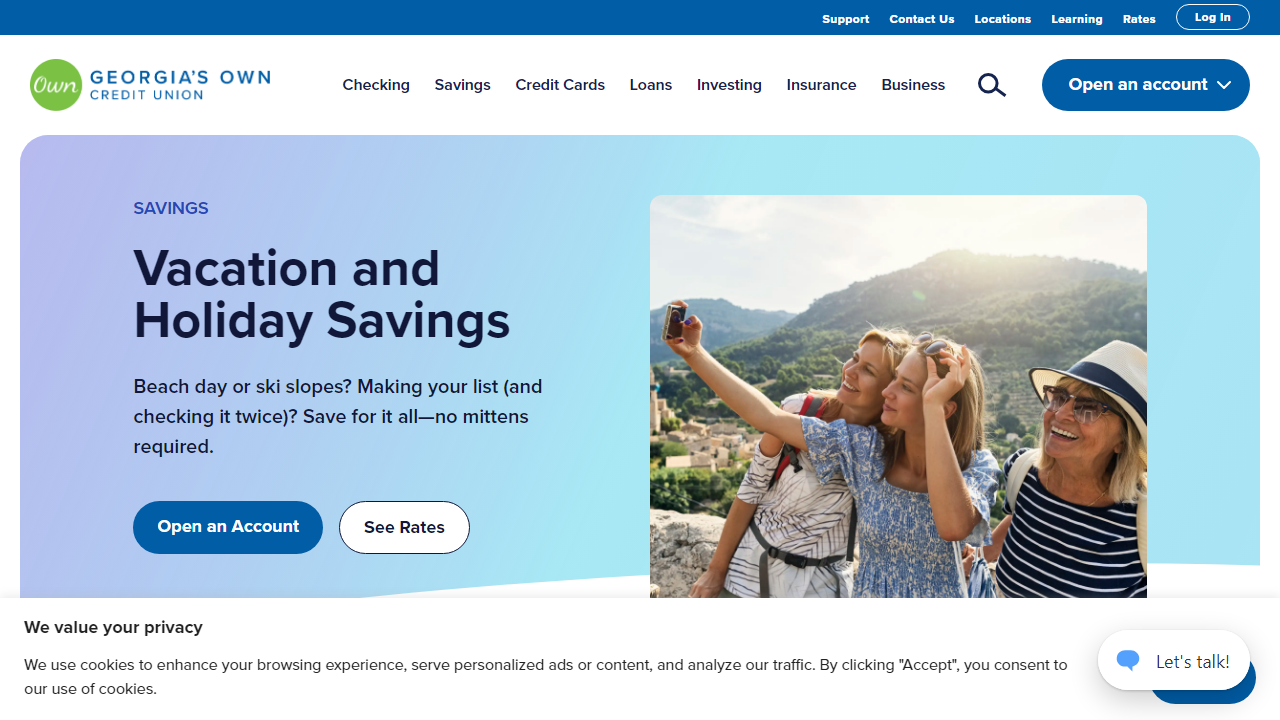 Support Contact Us Locations Learning Rates Log In
Own GEORGIA'S OWN
CREDIT UNION
Checking Savings Credit Cards Loans Investing Insurance Business Open an account
SAVINGS
Vacation and
Holiday Savings
Beach day or ski slopes? Making your list (and
checking it twice)? Save for it all—no mittens
required.
Open an Account See Rates
We value your privacy
We use cookies to enhance your browsing experience, serve personalized ads or content, and analyze our traffic. By clicking "Accept", you consent to
our use of cookies.
Let's talk!